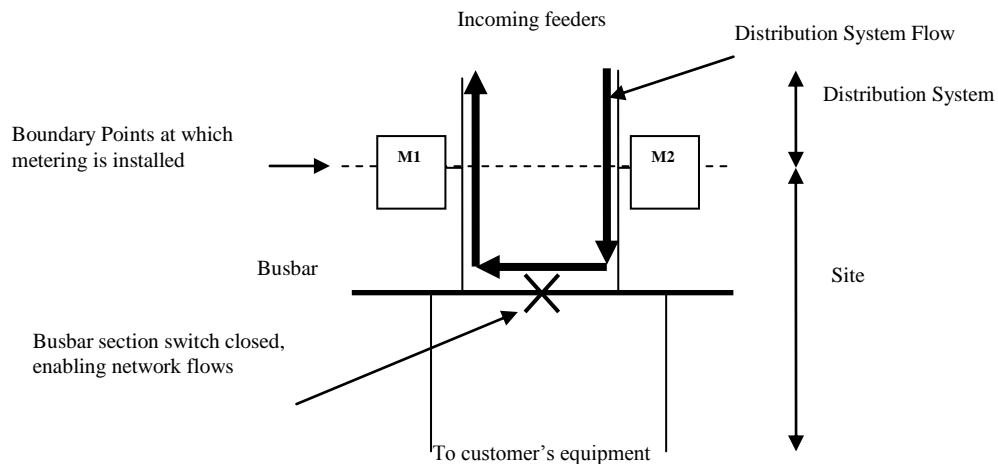 Incoming feeders
Distribution System Flow
Distribution System
Boundary Points at which
metering is installed
M1
M2
Busbar
Site
Busbar section switch closed,
enabling network flows
To customer’s equipment